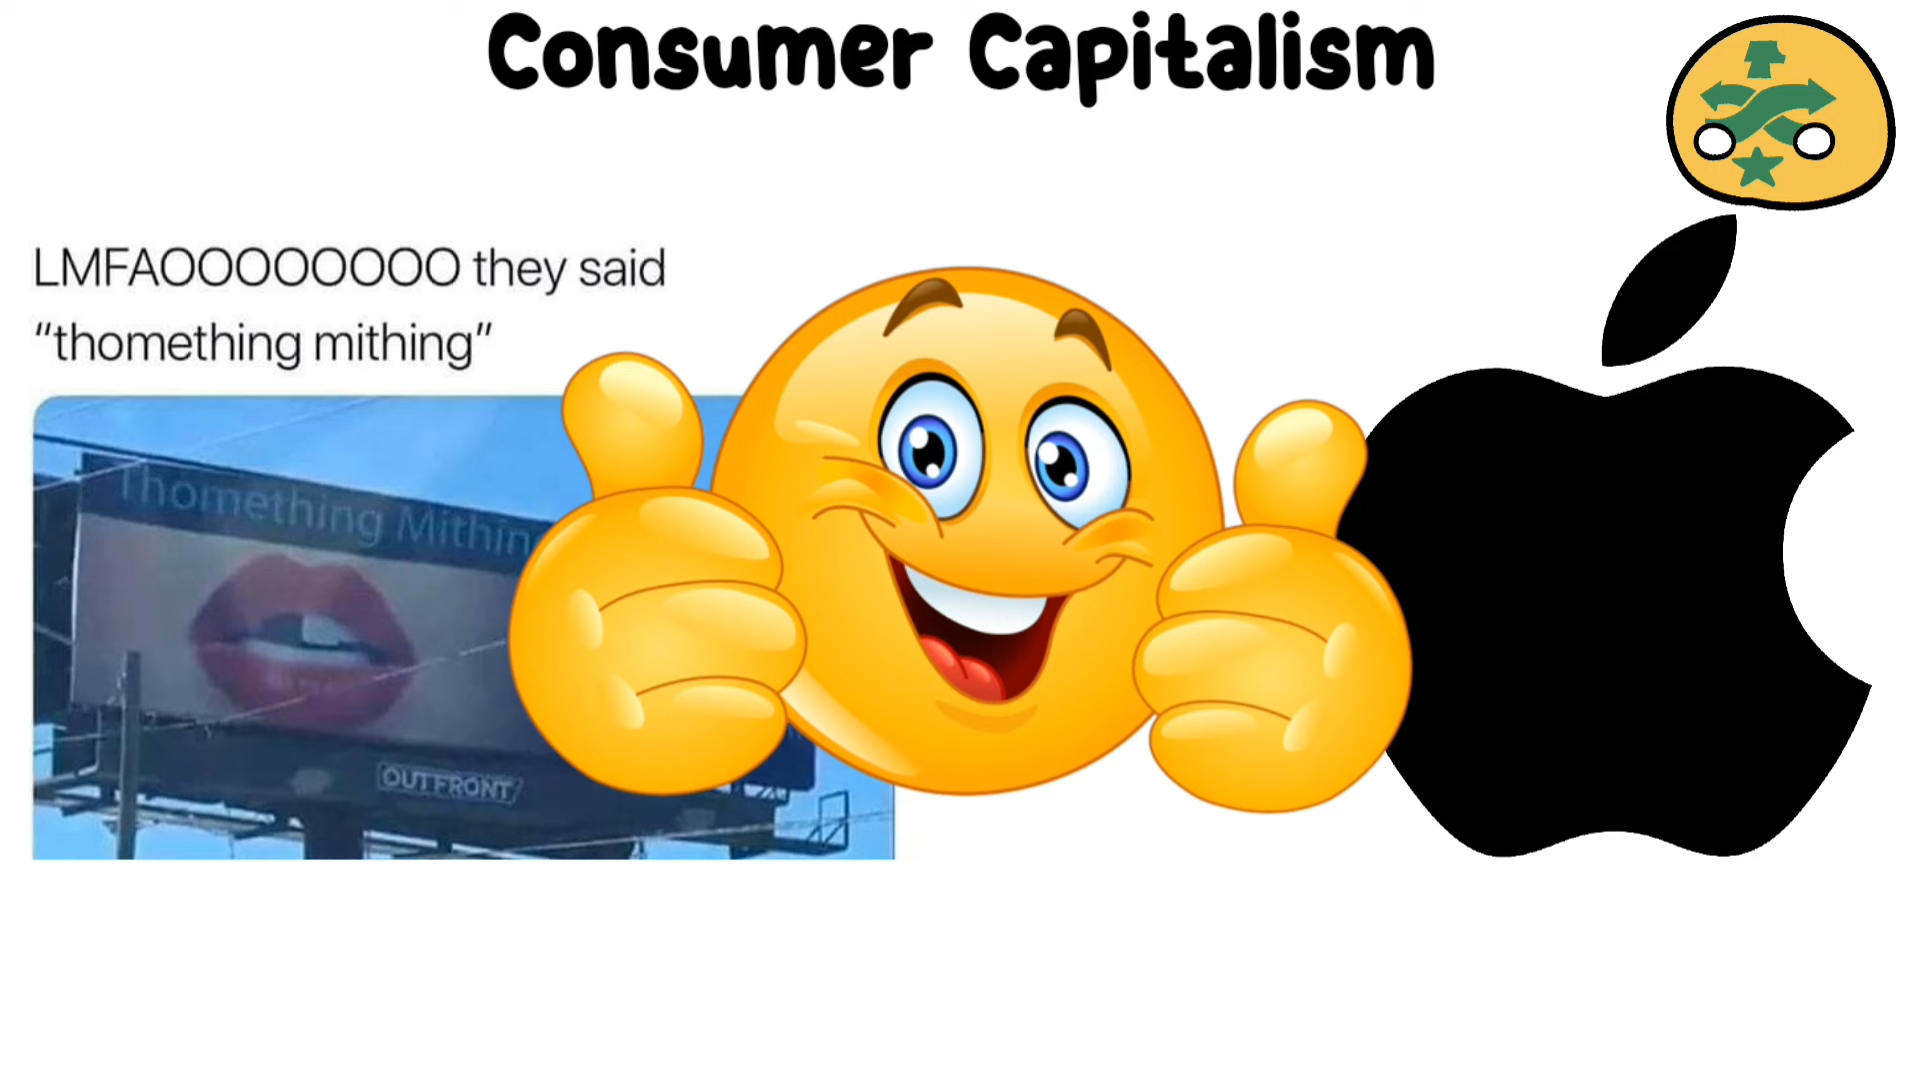 Consumer Capitalism
LMFAOOOOOOOO they said
“thomething mithing”
Thomething Mithin
OUTFRONT/